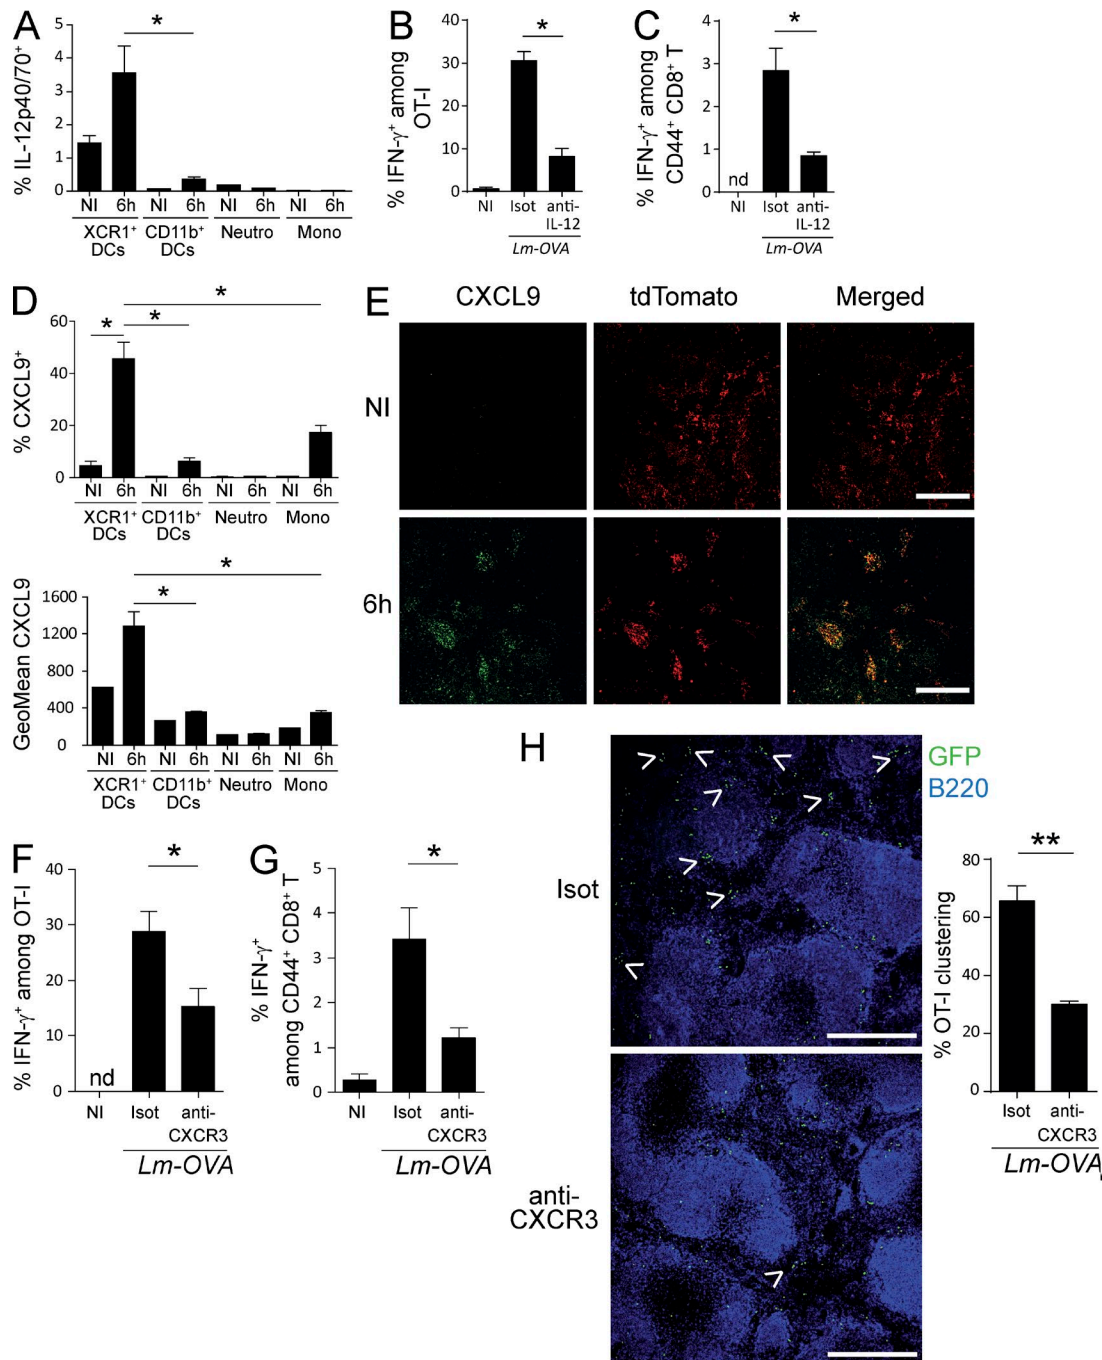 A
% IL-12p40/70⁺
5
4
3
2
1
0
*
NI 6h NI 6h NI 6h NI 6h
XCR1⁺ CD11b⁺ Neutro Mono
DCs DCs
B
% IFN-γ⁺ among
OT-I
40
30
20
10
0
*
NI Isot anti-
IL-12
Lm-OVA
C
% IFN-γ⁺ among
CD44⁺ CD8⁺ T
4
3
2
1
0
*
nd
NI Isot anti-
IL-12
Lm-OVA
D
% CXCL9⁺
60
40
20
0
*
* *
NI 6h NI 6h NI 6h NI 6h
XCR1⁺ CD11b⁺ Neutro Mono
DCs DCs
GeoMean CXCL9
1600
1200
800
400
0
*
*
NI 6h NI 6h NI 6h NI 6h
XCR1⁺ CD11b⁺ Neutro Mono
DCs DCs
E
CXCL9 tdTomato Merged
NI
6h
F
% IFN-γ⁺ among OT-I
40
30
20
10
0
*
nd
NI Isot anti-
CXCR3
Lm-OVA
G
% IFN-γ⁺
among CD44⁺ CD8⁺ T
5
4
3
2
1
0
*
NI Isot anti-
CXCR3
Lm-OVA
H
GFP
B220
Isot
anti-
CXCR3
% OT-I clustering
80
60
40
20
0
**
Isot anti-
CXCR3
Lm-OVA